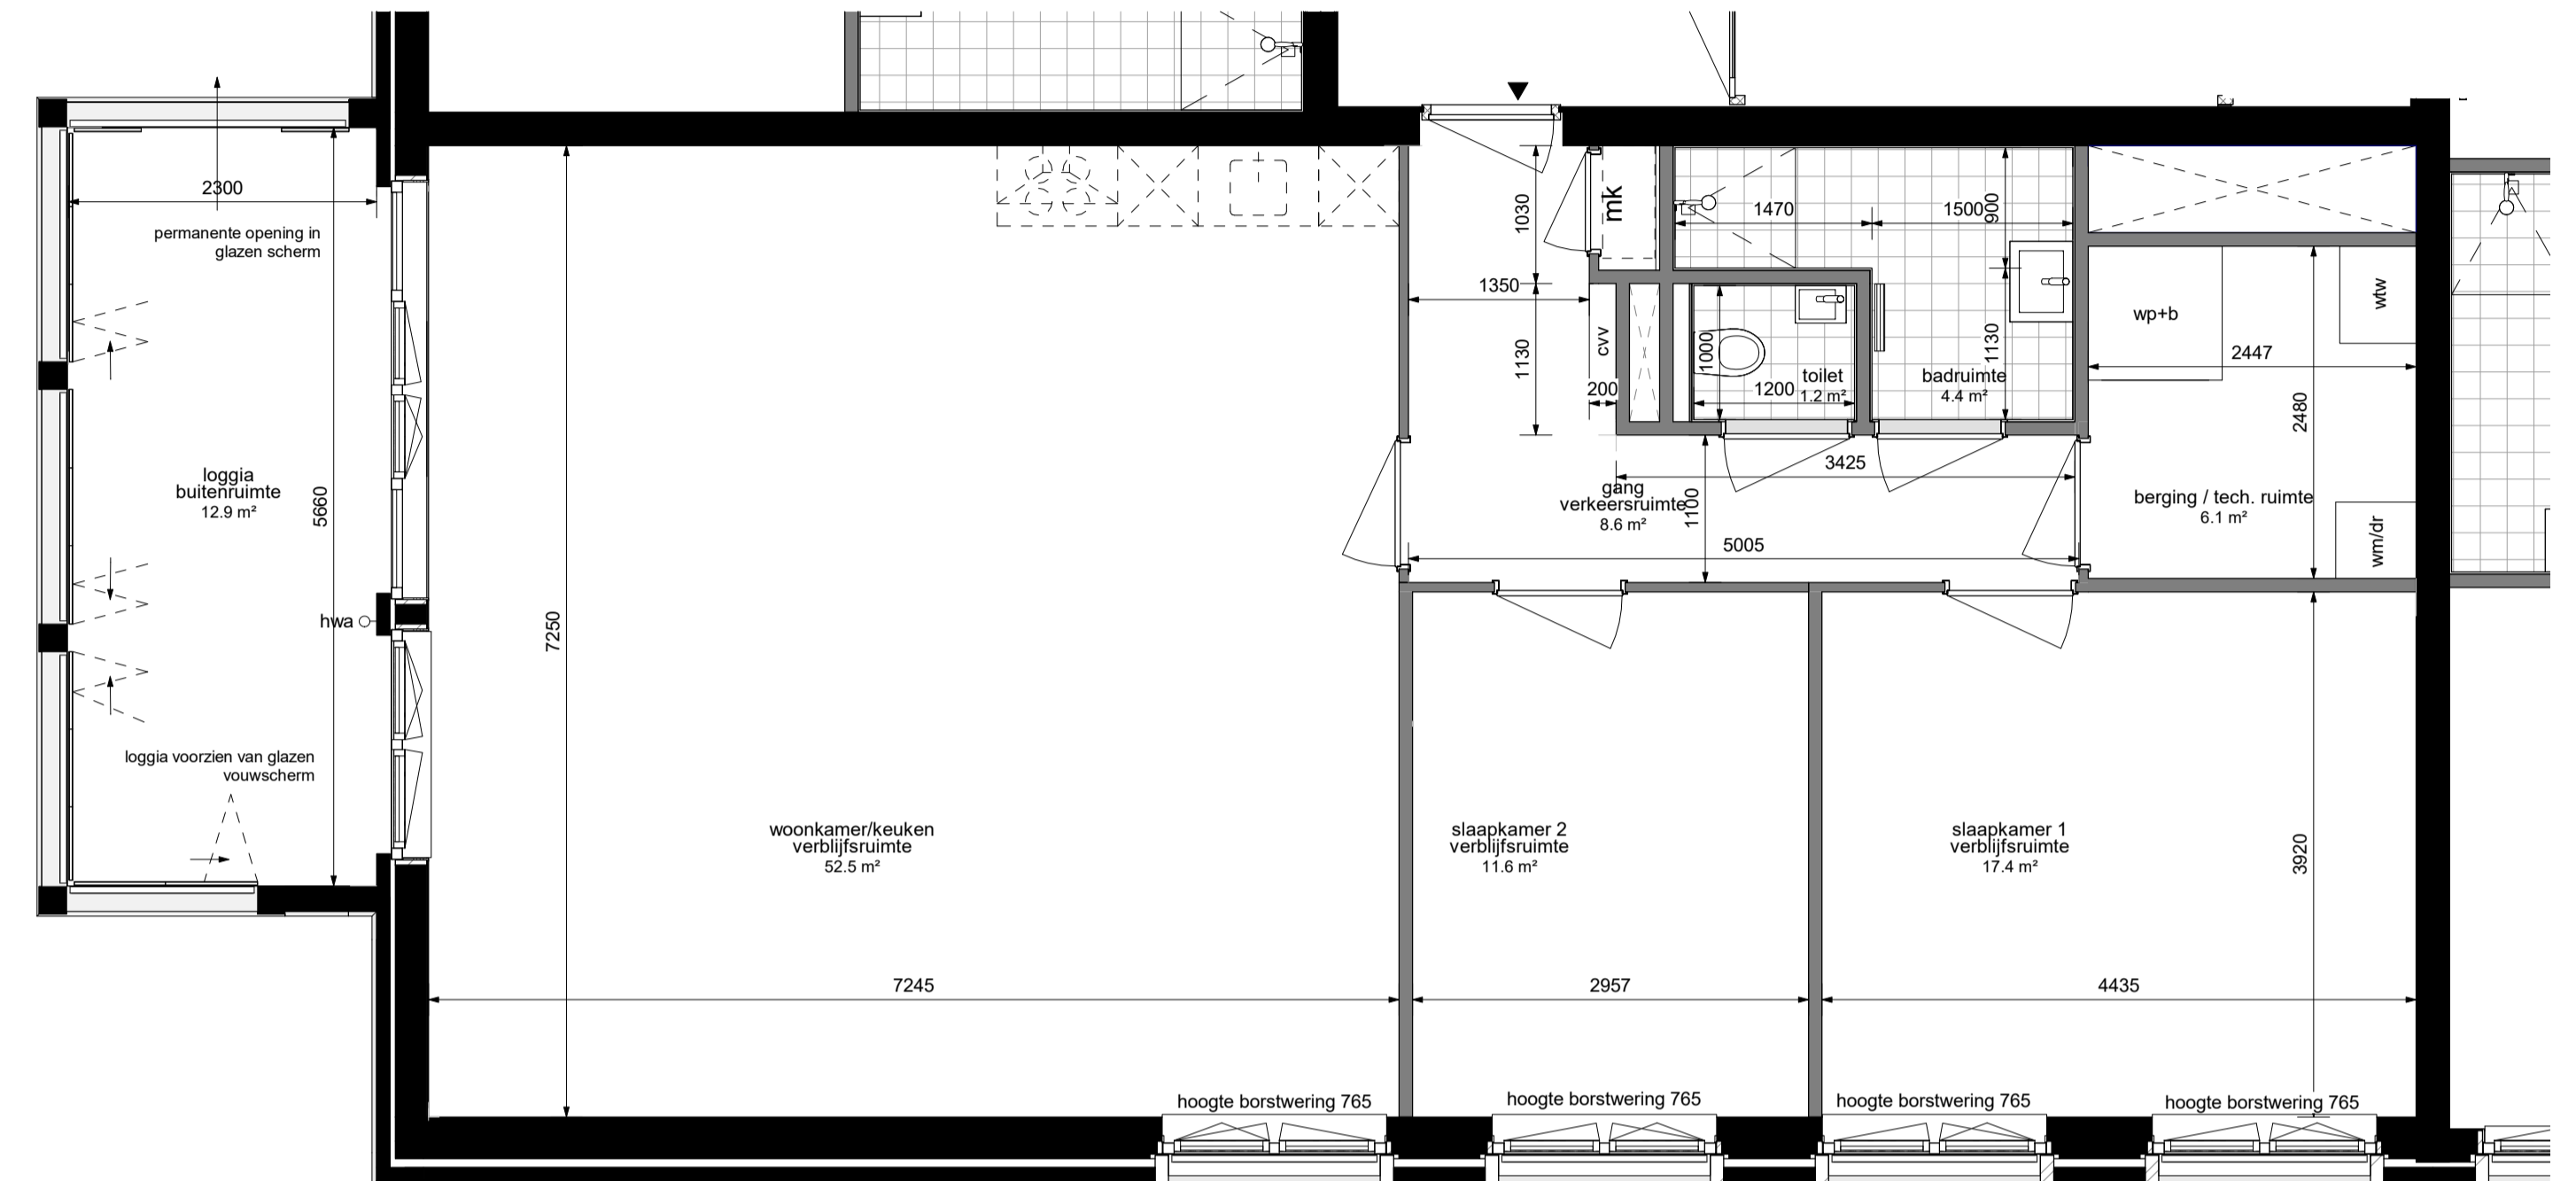 2300
permanente opening in
glazen scherm
loggia
buitenruimte
12.9 m²
5660
hwa
loggia voorzien van glazen
vouwscherm
7250
woonkamer/keuken
verblijfsruimte
52.5 m²
7245
1030
mk
1350
1130
cvv
200
1470
1500
900
1000
1200
toilet
1.2 m²
1130
badruimte
4.4 m²
wp+b
wtw
2447
2480
3425
gang
verkeersruimte
8.6 m²
1100
5005
berging / tech. ruimte
6.1 m²
wm/dr
slaapkamer 2
verblijfsruimte
11.6 m²
2957
slaapkamer 1
verblijfsruimte
17.4 m²
3920
4435
hoogte borstwering 765
hoogte borstwering 765
hoogte borstwering 765
hoogte borstwering 765